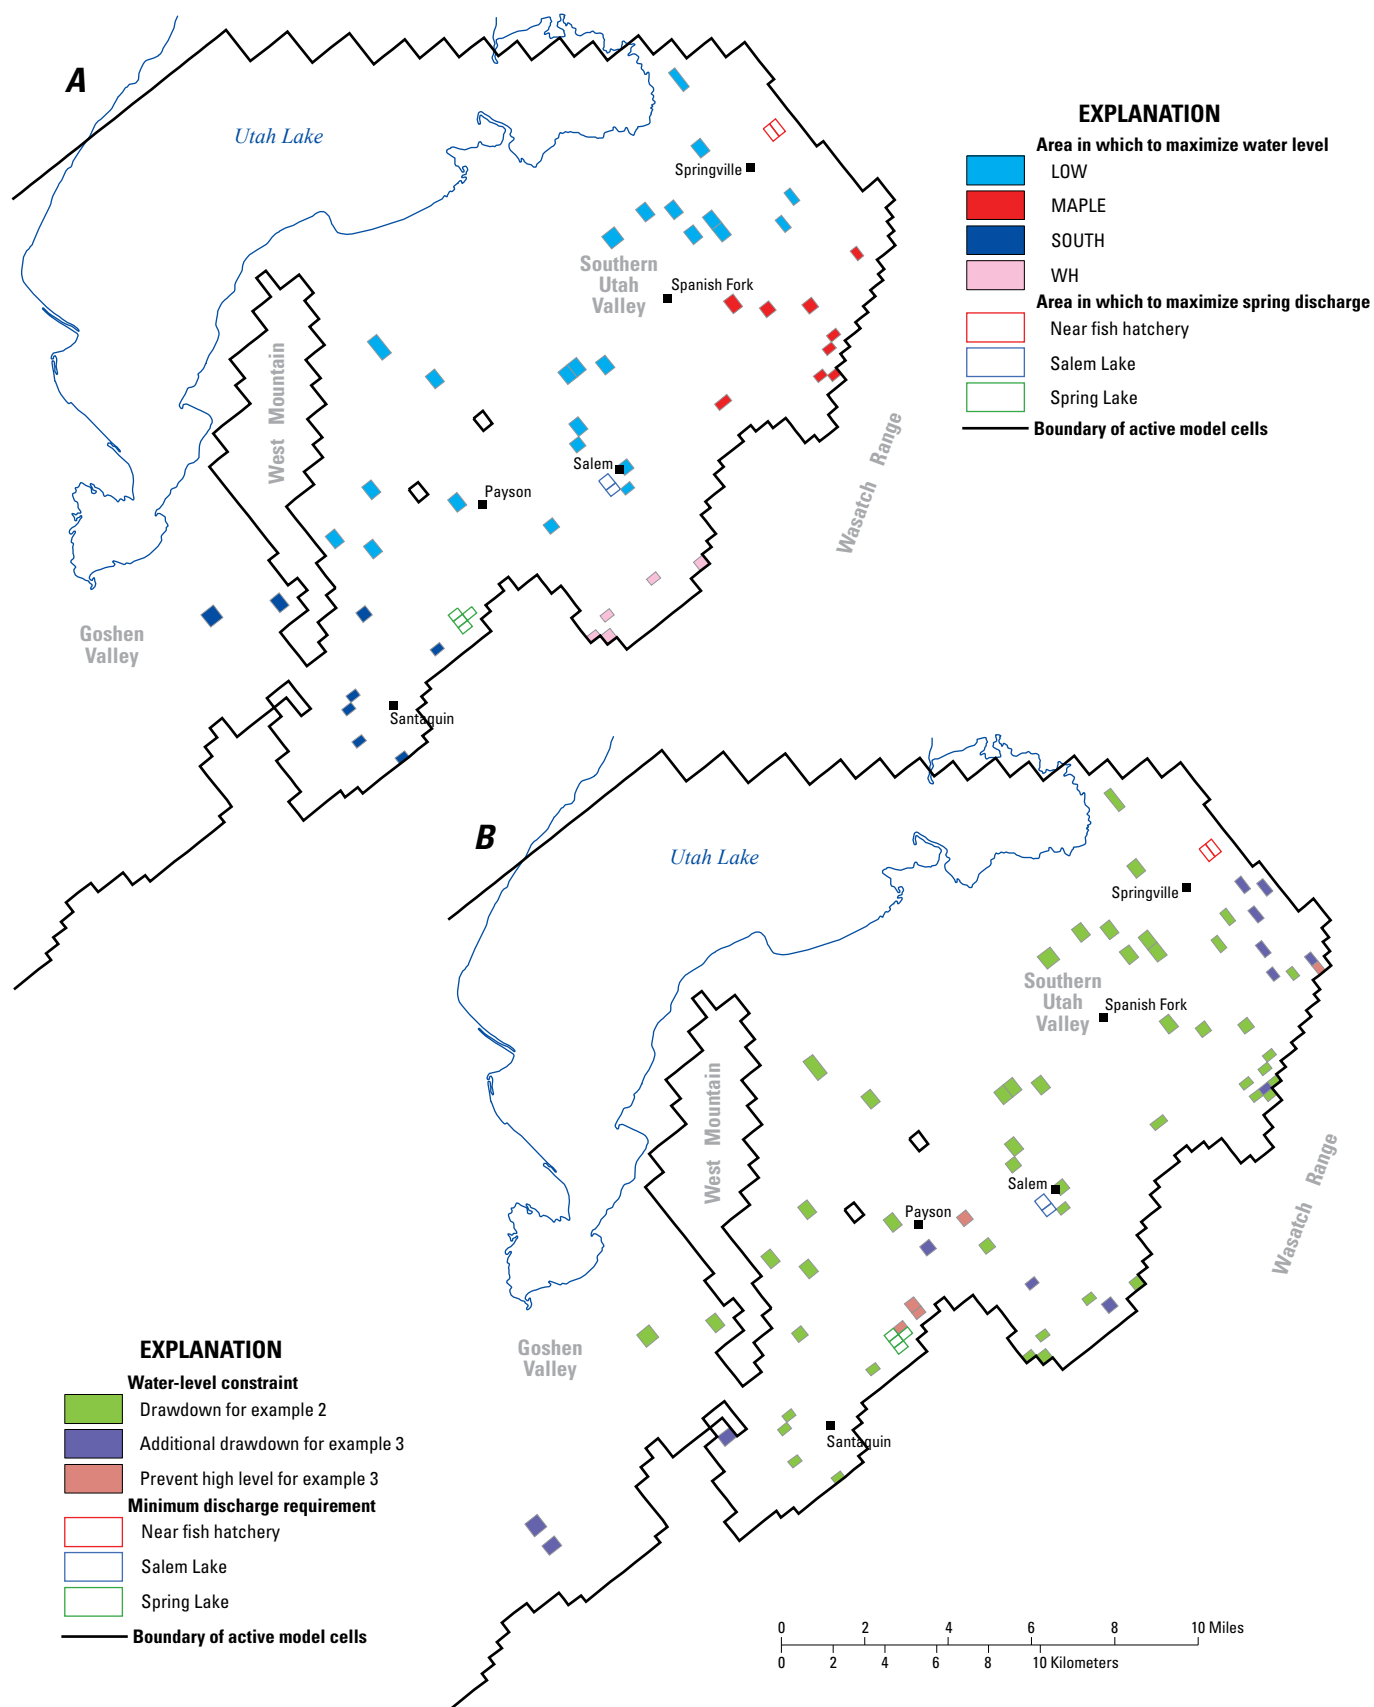 A
Utah Lake
Springville
Southern
Utah
Valley
Spanish Fork
West Mountain
Salem
Payson
Wasatch Range
Goshen
Valley
Santaquin
EXPLANATION
Area in which to maximize water level
LOW
MAPLE
SOUTH
WH
Area in which to maximize spring discharge
Near fish hatchery
Salem Lake
Spring Lake
Boundary of active model cells
B
Utah Lake
Springville
Southern
Utah
Valley
Spanish Fork
West Mountain
Salem
Payson
Wasatch Range
Goshen
Valley
Santaquin
EXPLANATION
Water-level constraint
Drawdown for example 2
Additional drawdown for example 3
Prevent high level for example 3
Minimum discharge requirement
Near fish hatchery
Salem Lake
Spring Lake
Boundary of active model cells
0 2 4 6 8 10 Miles
0 2 4 6 8 10 Kilometers